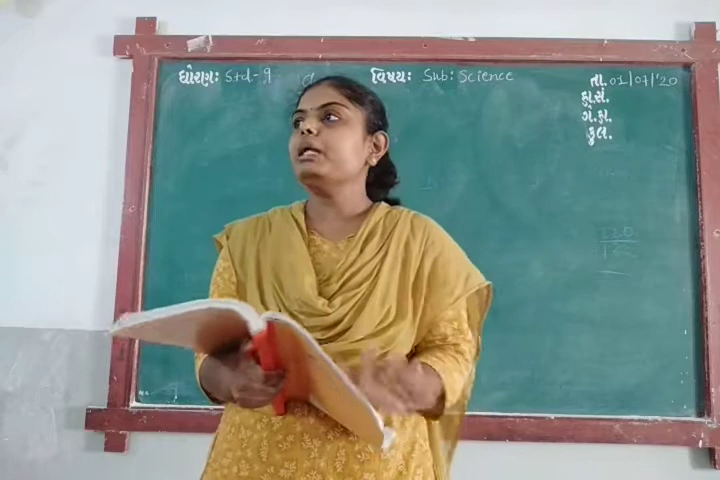 ધોરણઃ Std-9 વિષયઃ Sub: Science તા. 01/07/'20
હા.સં.
ગે.હા.
કુલ.